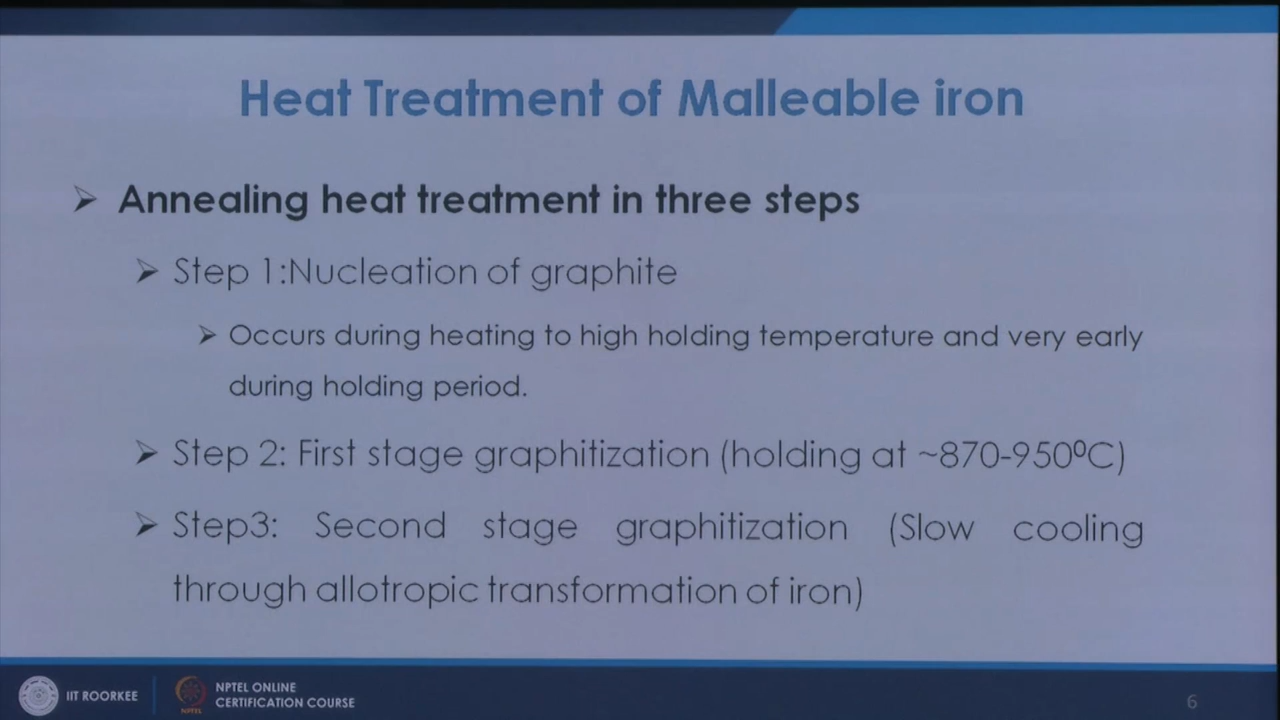 Heat Treatment of Malleable iron
➢ Annealing heat treatment in three steps
➢ Step 1:Nucleation of graphite
➢ Occurs during heating to high holding temperature and very early
during holding period.
➢ Step 2: First stage graphitization (holding at ~870-950⁰C)
➢ Step3: Second stage graphitization (Slow cooling
through allotropic transformation of iron)
IIT ROORKEE
NPTEL
NPTEL ONLINE
CERTIFICATION COURSE
6